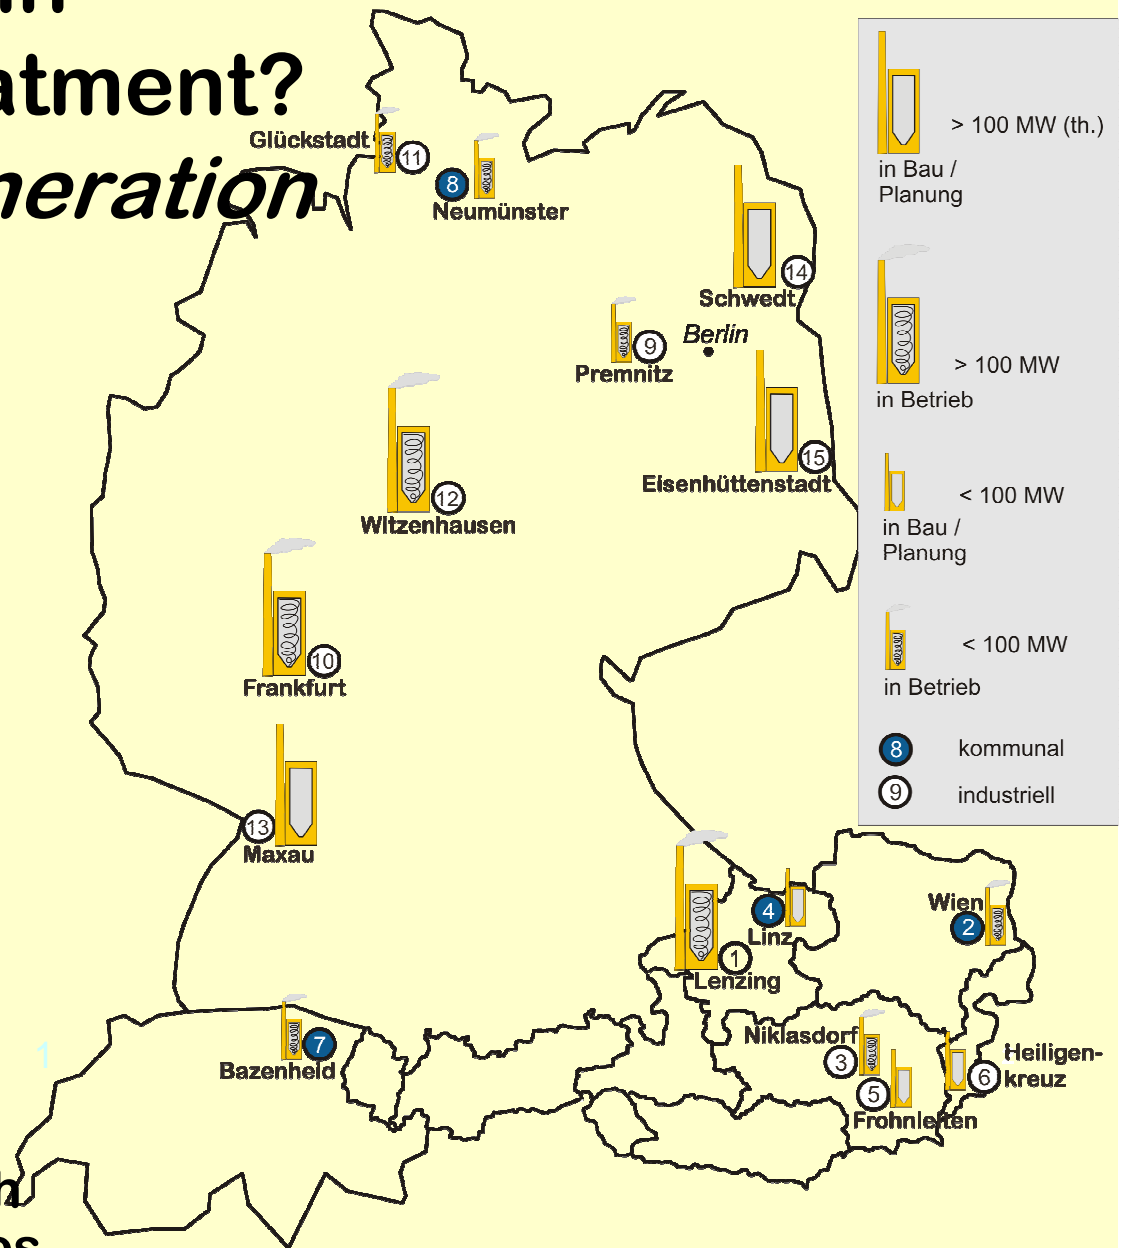 atment?
neration
Glückstadt
11
8
Neumünster
14
Schwedt
Berlin
9
Premnitz
15
Eisenhüttenstadt
12
Witzenhausen
10
Frankfurt
13
Maxau
4
Linz
Wien
2
1
Lenzing
7
Bazenheid
Niklasdorf
3
5
Frohnleiten
6
Heiligen-
kreuz
1
> 100 MW (th.)
in Bau /
Planung
> 100 MW
in Betrieb
< 100 MW
in Bau /
Planung
< 100 MW
in Betrieb
8 kommunal
9 industriell